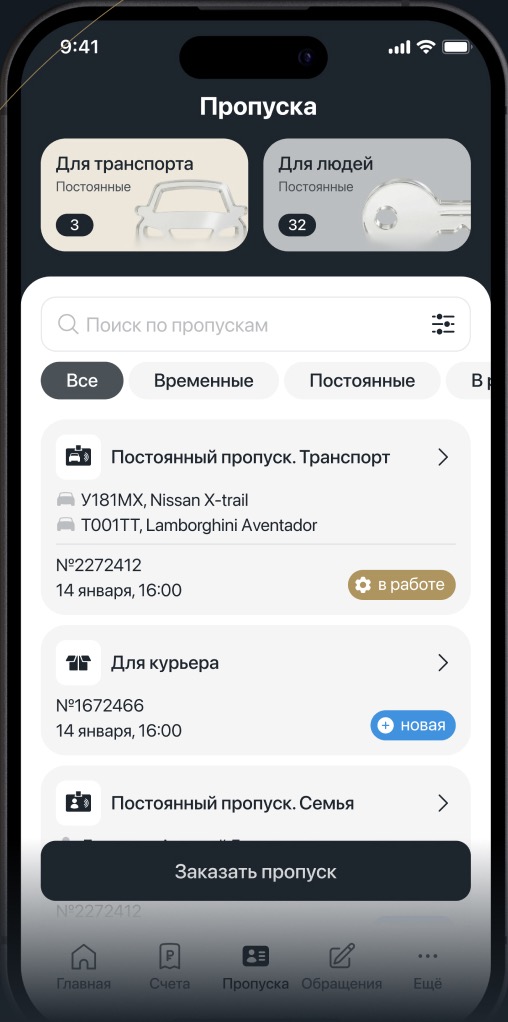 9:41
Пропуска
Для транспорта
Постоянные
3
Для людей
Постоянные
32
Поиск по пропускам
Все
Временные
Постоянные
В
Постоянный пропуск. Транспорт
У181МХ, Nissan X-trail
Т001ТТ, Lamborghini Aventador
№2272412
14 января, 16:00
в работе
Для курьера
№1672466
14 января, 16:00
новая
Постоянный пропуск. Семья
Заказать пропуск
№2272412
Главная
Счета
Пропуска
Обращения
Ещё